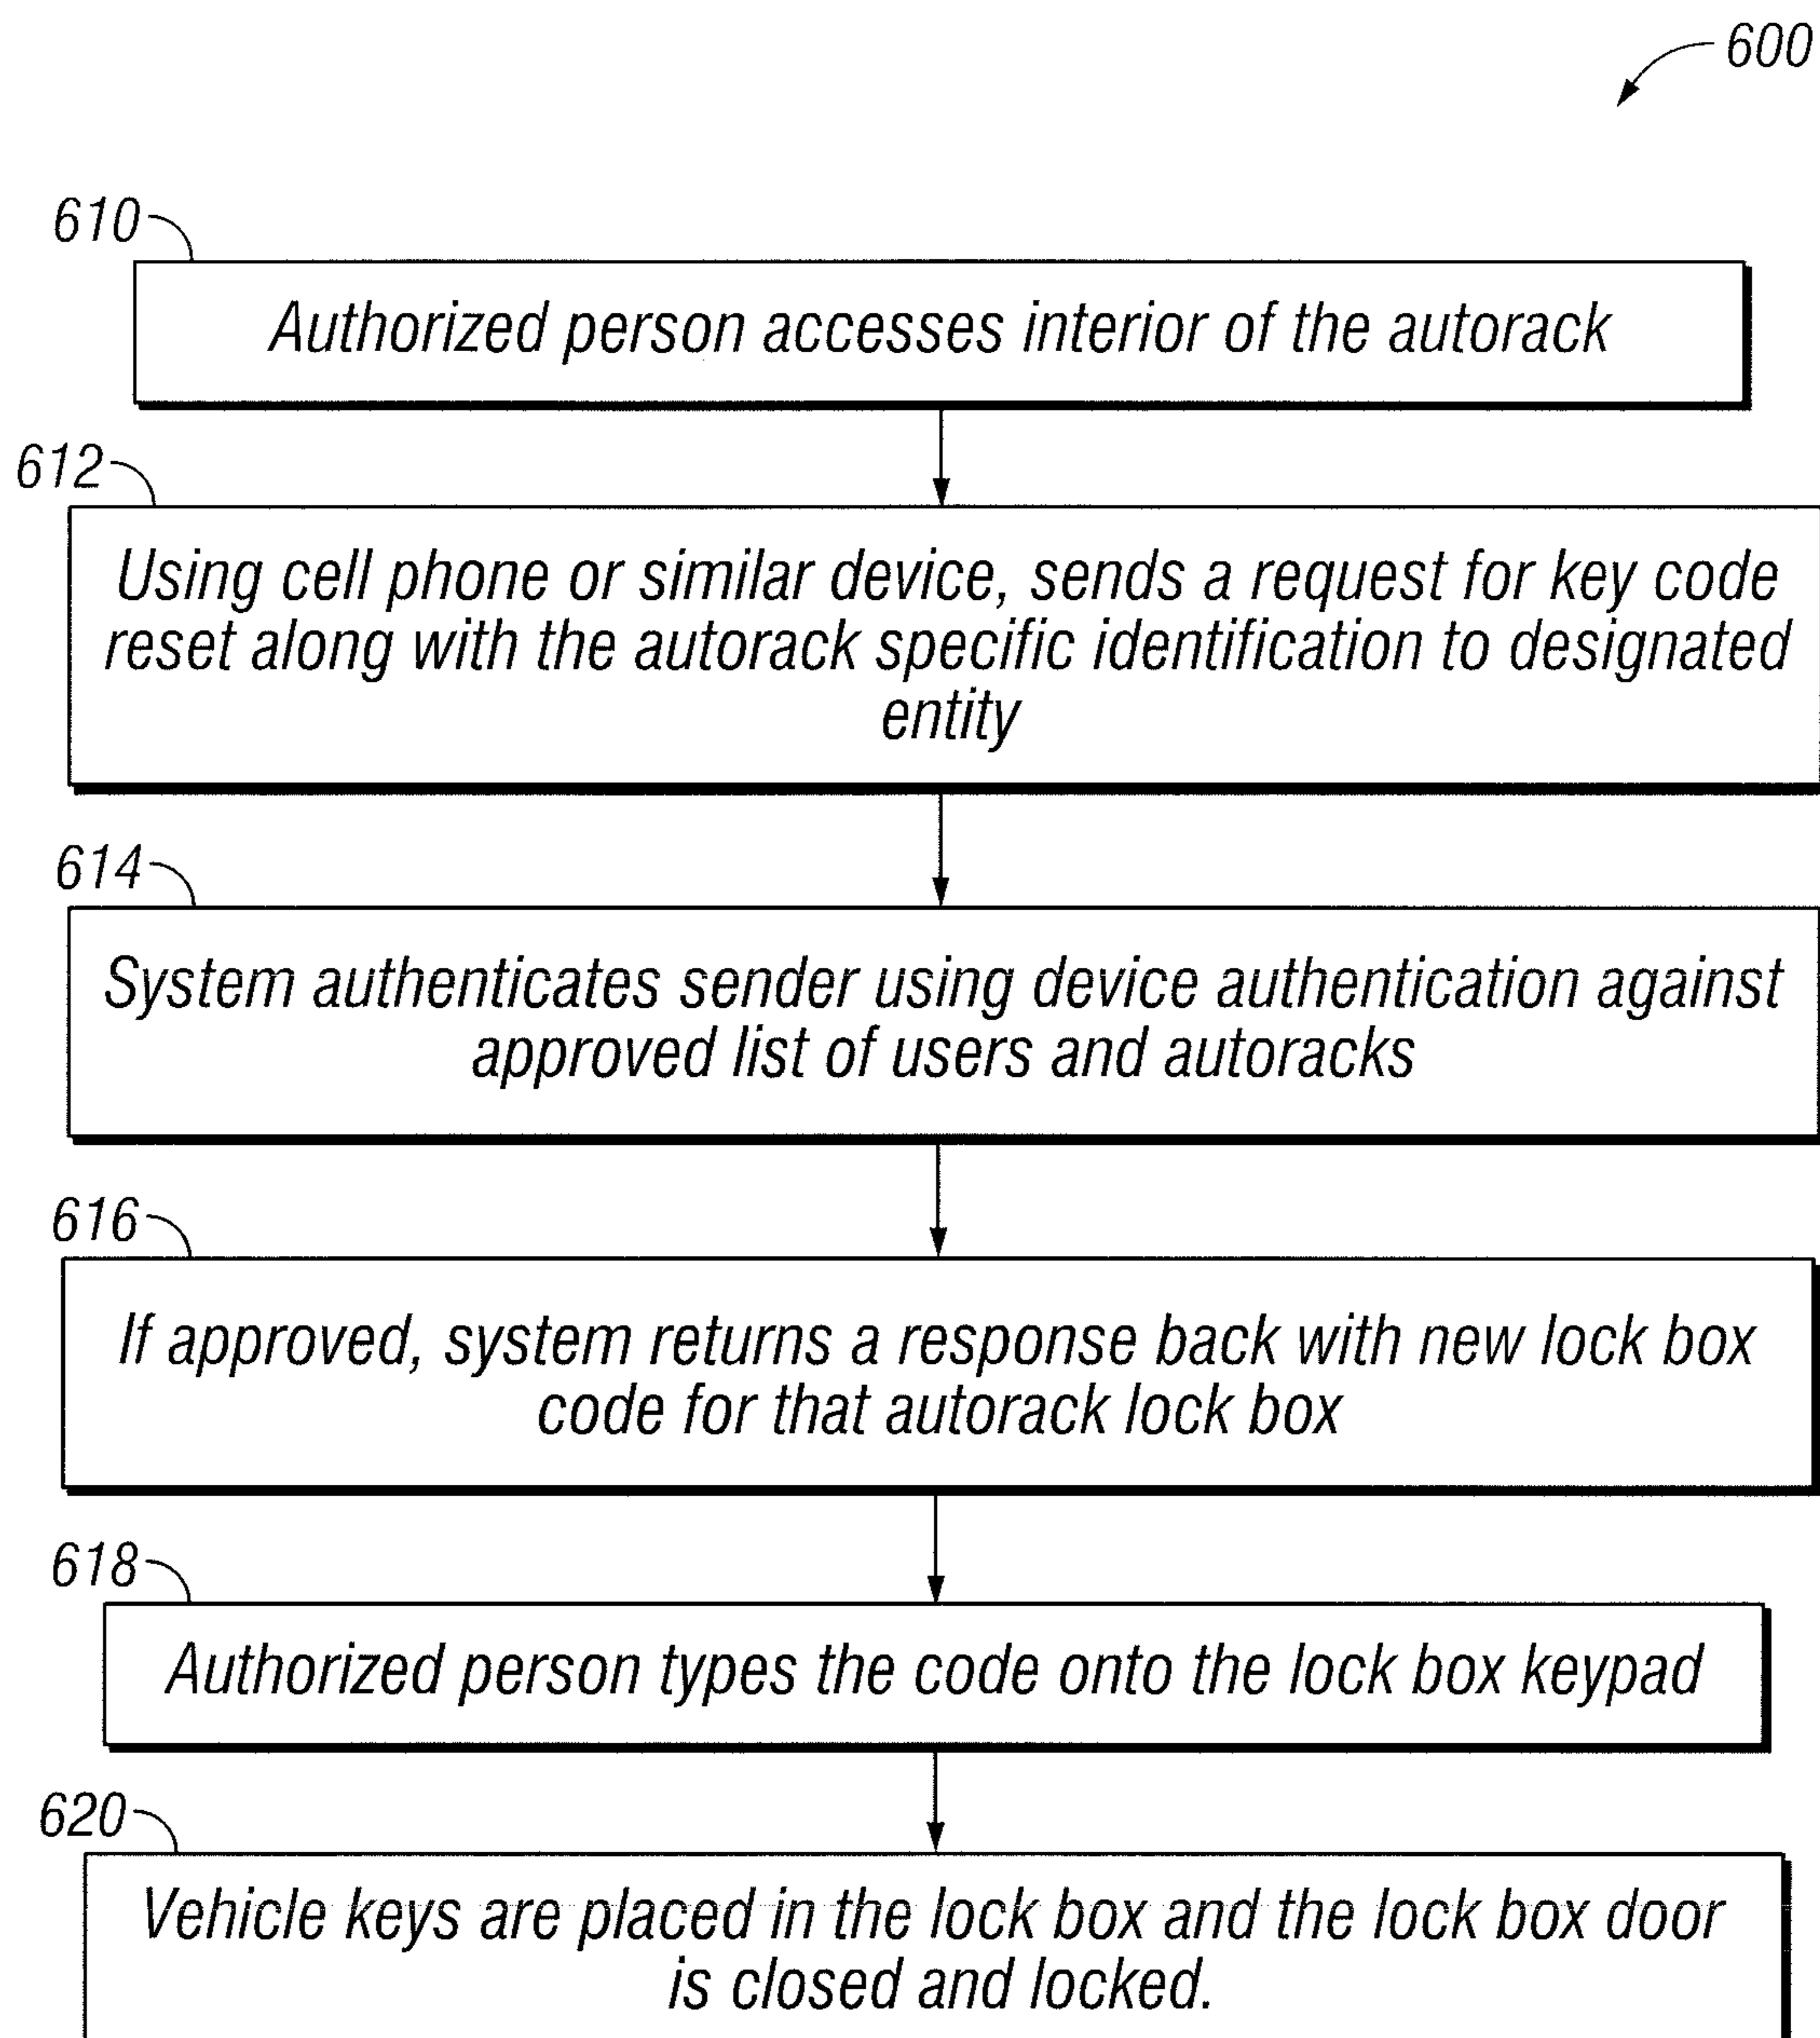 600
610
Authorized person accesses interior of the autorack
612
Using cell phone or similar device, sends a request for key code
reset along with the autorack specific identification to designated
entity
614
System authenticates sender using device authentication against
approved list of users and autoracks
616
If approved, system returns a response back with new lock box
code for that autorack lock box
618
Authorized person types the code onto the lock box keypad
620
Vehicle keys are placed in the lock box and the lock box door
is closed and locked.